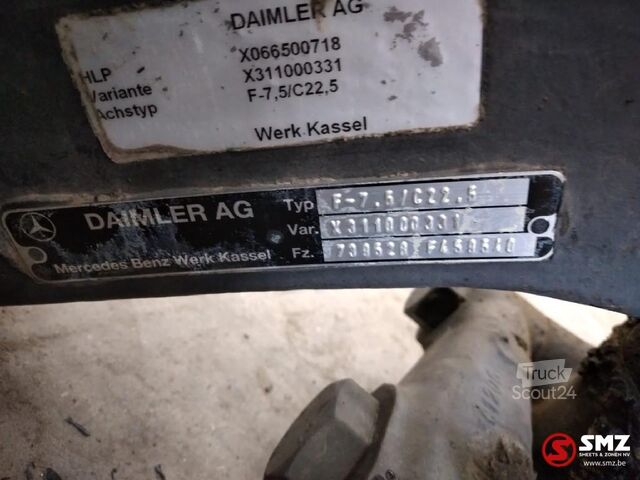 DAIMLER AG
X066500718
HLP X311000331
Variante F-7,5/C22,5
Achstyp
Werk Kassel
DAIMLER AG
Mercedes Benz Werk Kassel
Typ F-7,5/C22,5
Var. X311000331
Fz.
Truck
Scout24
SMZ
SHEETS & ZONEN NV
www.smz.be